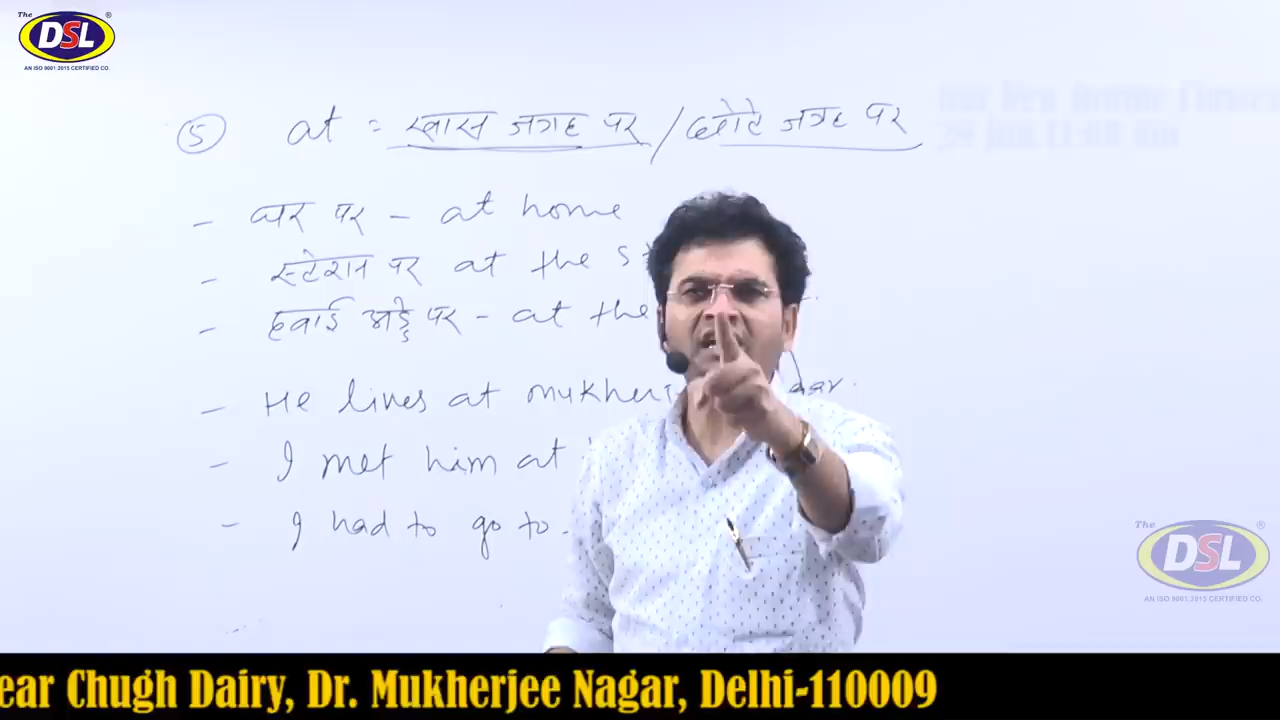 The DSL ®
AN ISO 9001:2015 CERTIFIED CO.
5 at = खास जगह पर / छोटे जगह पर
- घर पर - at home
- स्टेशन पर at the
- हवाई अड्डे पर - at the
- He lives at mukher
- I met him at
- I had to go to.
The DSL ®
AN ISO 9001:2015 CERTIFIED CO.
ear Chugh Dairy, Dr. Mukherjee Nagar, Delhi-110009